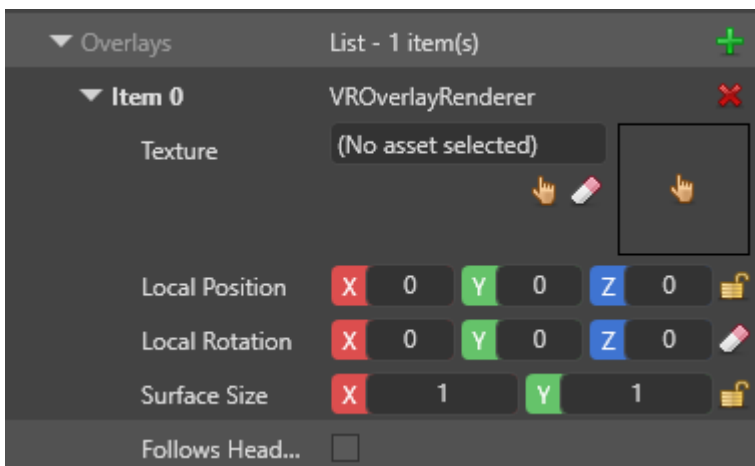 Overlays List - 1 item(s)
Item 0 VROverlayRenderer
Texture (No asset selected)
Local Position X 0 Y 0 Z 0
Local Rotation X 0 Y 0 Z 0
Surface Size X 1 Y 1
Follows Head...